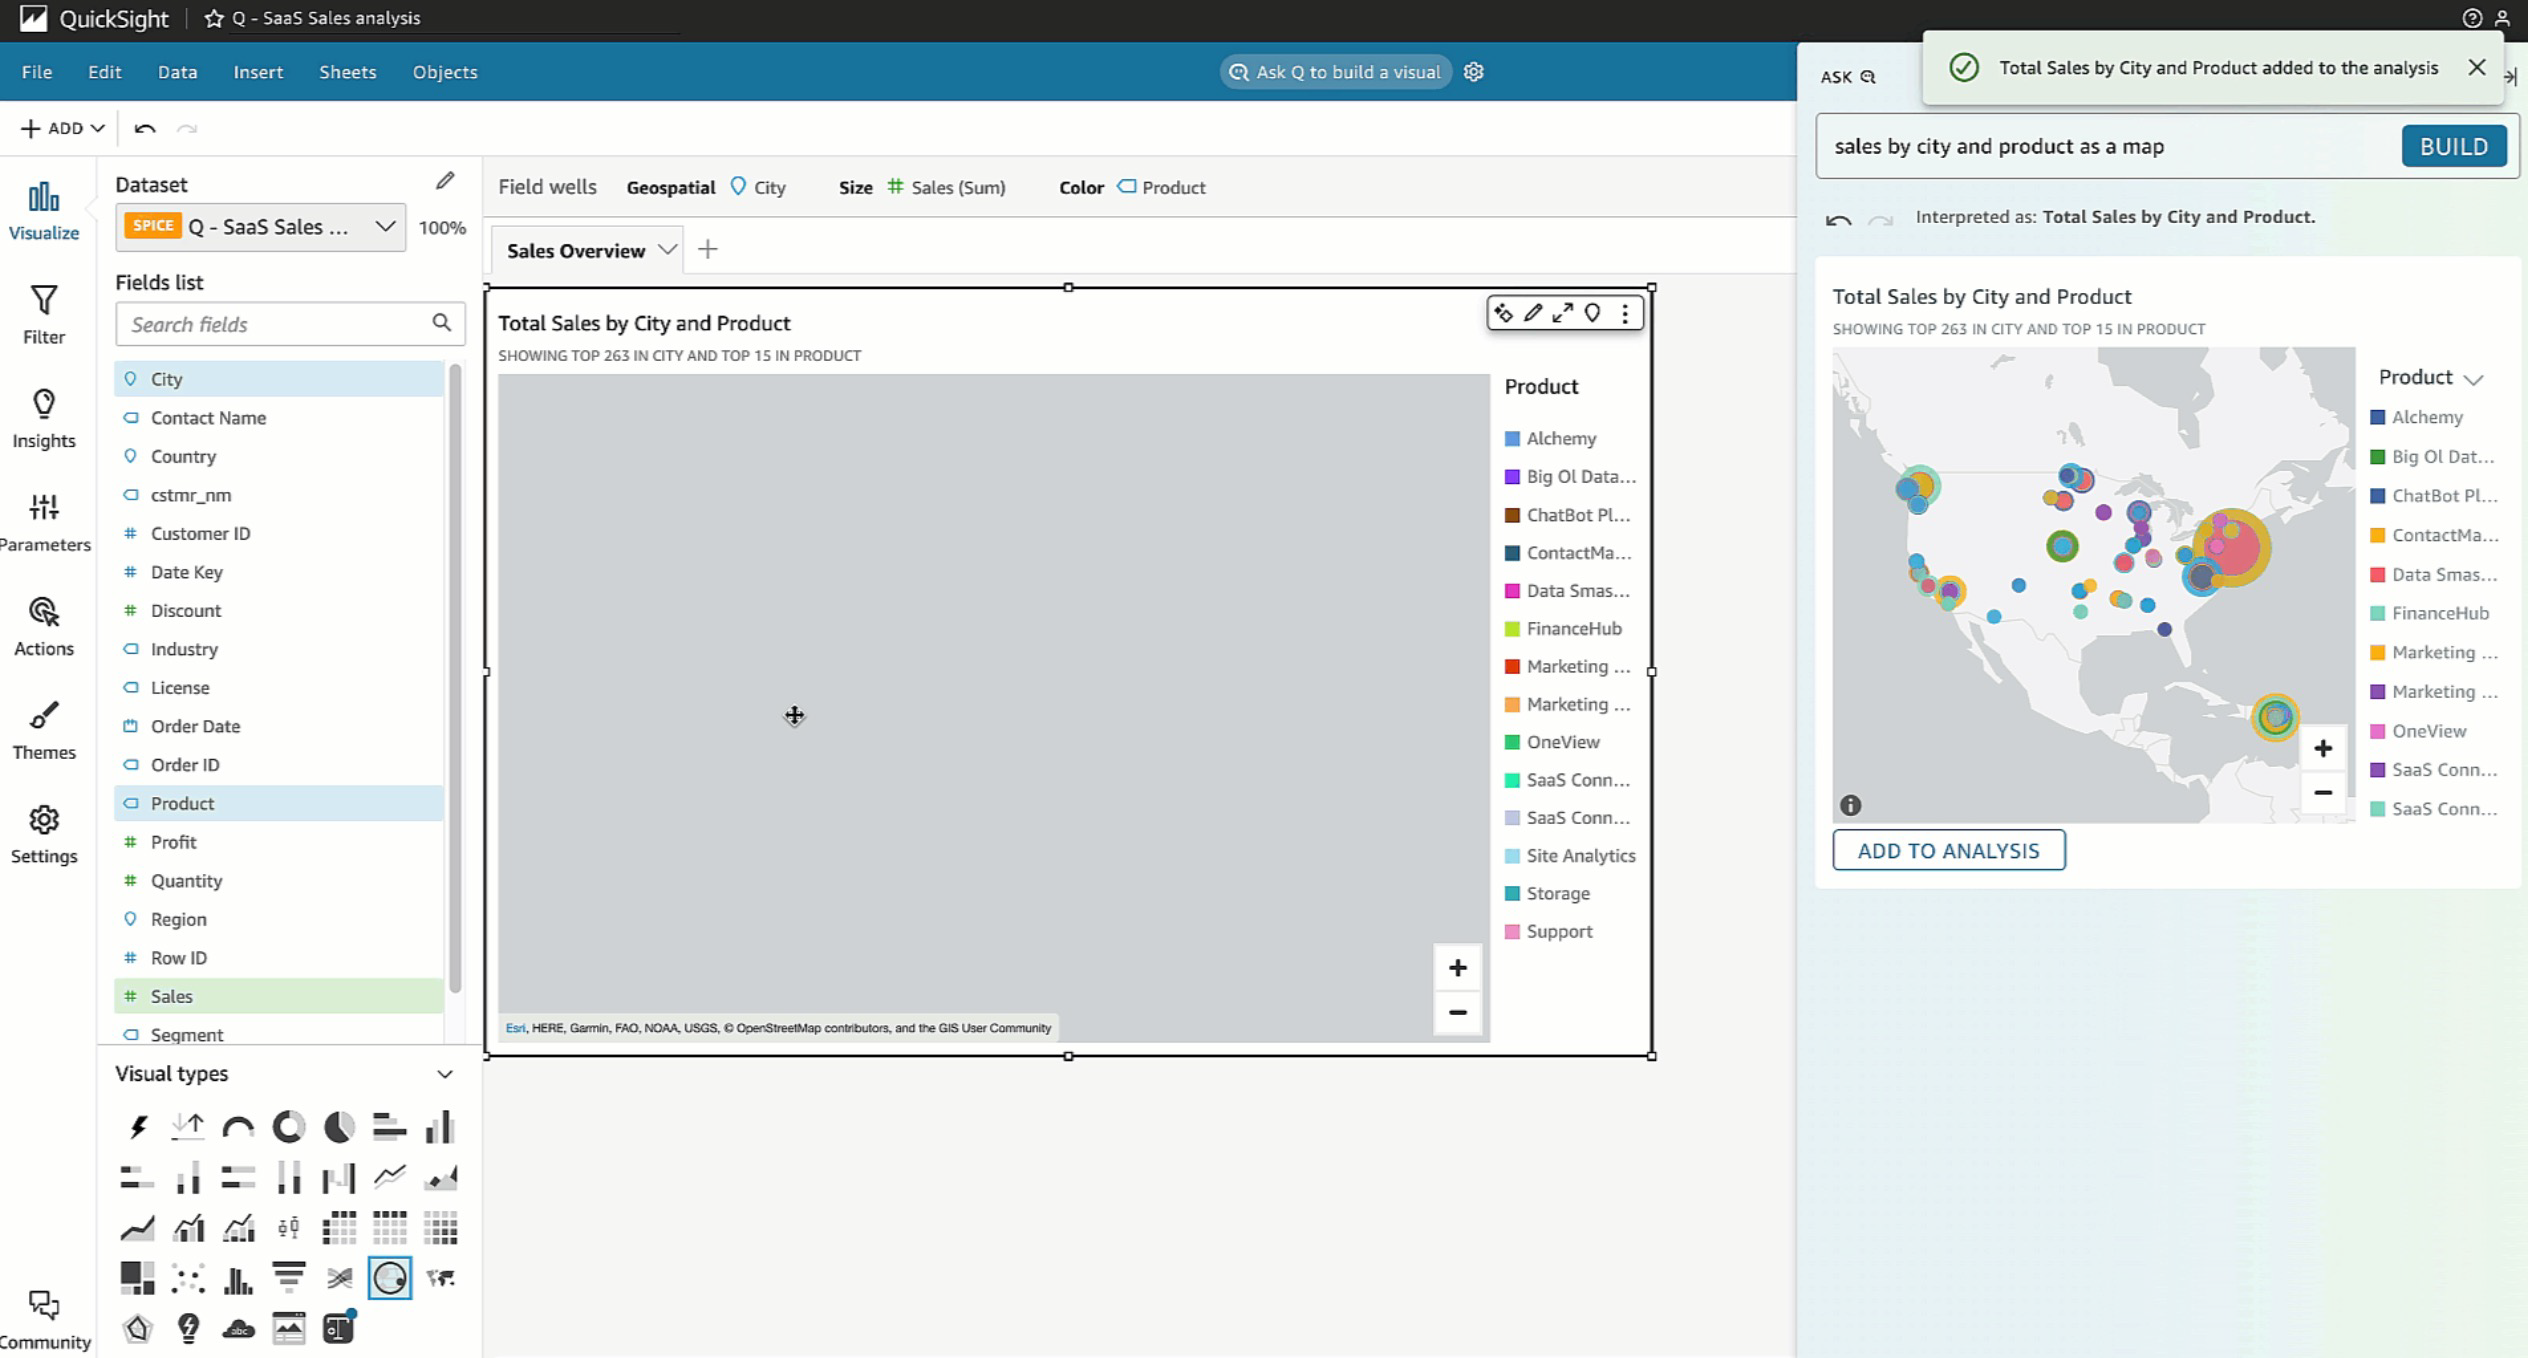 QuickSight
Q - SaaS Sales analysis
File Edit Data Insert Sheets Objects
Ask Q to build a visual
ADD
Visualize
Filter
Insights
Parameters
Actions
Themes
Settings
Community
Dataset
SPICE Q - SaaS Sales ... 100%
Fields list
Search fields
City
Contact Name
Country
cstmr_nm
Customer ID
Date Key
Discount
Industry
License
Order Date
Order ID
Product
Profit
Quantity
Region
Row ID
Sales
Segment
Visual types
abc
Field wells Geospatial City Size Sales (Sum) Color Product
Sales Overview
Total Sales by City and Product
SHOWING TOP 263 IN CITY AND TOP 15 IN PRODUCT
Product
Alchemy
Big Ol Data...
ChatBot Pl...
ContactMa...
Data Smas...
FinanceHub
Marketing ...
Marketing ...
OneView
SaaS Conn...
SaaS Conn...
Site Analytics
Storage
Support
Esri, HERE, Garmin, FAO, NOAA, USGS, © OpenStreetMap contributors, and the GIS User Community
ASK
Total Sales by City and Product added to the analysis
sales by city and product as a map
BUILD
Interpreted as: Total Sales by City and Product.
Total Sales by City and Product
SHOWING TOP 263 IN CITY AND TOP 15 IN PRODUCT
Product
Alchemy
Big Ol Dat...
ChatBot Pl...
ContactMa...
Data Smas...
FinanceHub
Marketing ...
Marketing ...
OneView
SaaS Conn...
SaaS Conn...
ADD TO ANALYSIS